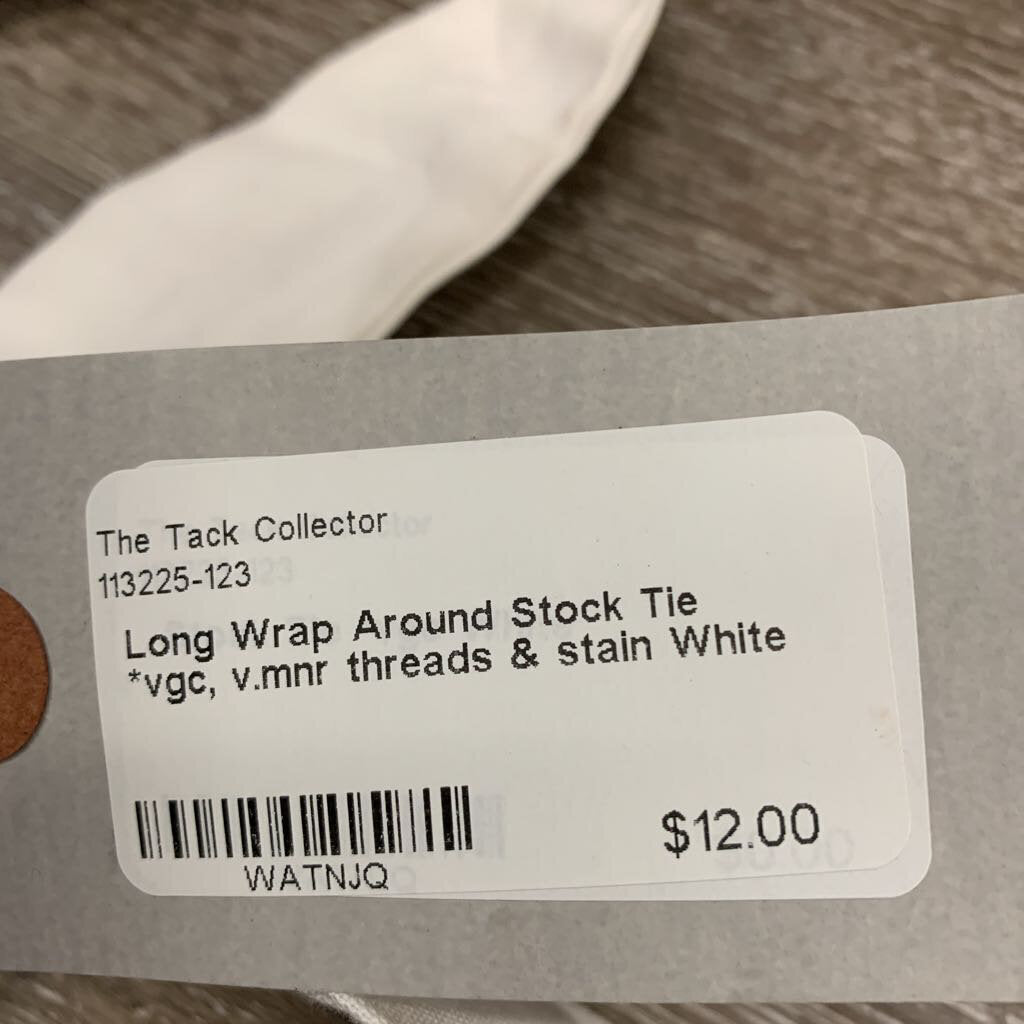 The Tack Collector
113225-123
Long Wrap Around Stock Tie
*vgc, v.mnr threads & stain White
$12.00
WATNJQ